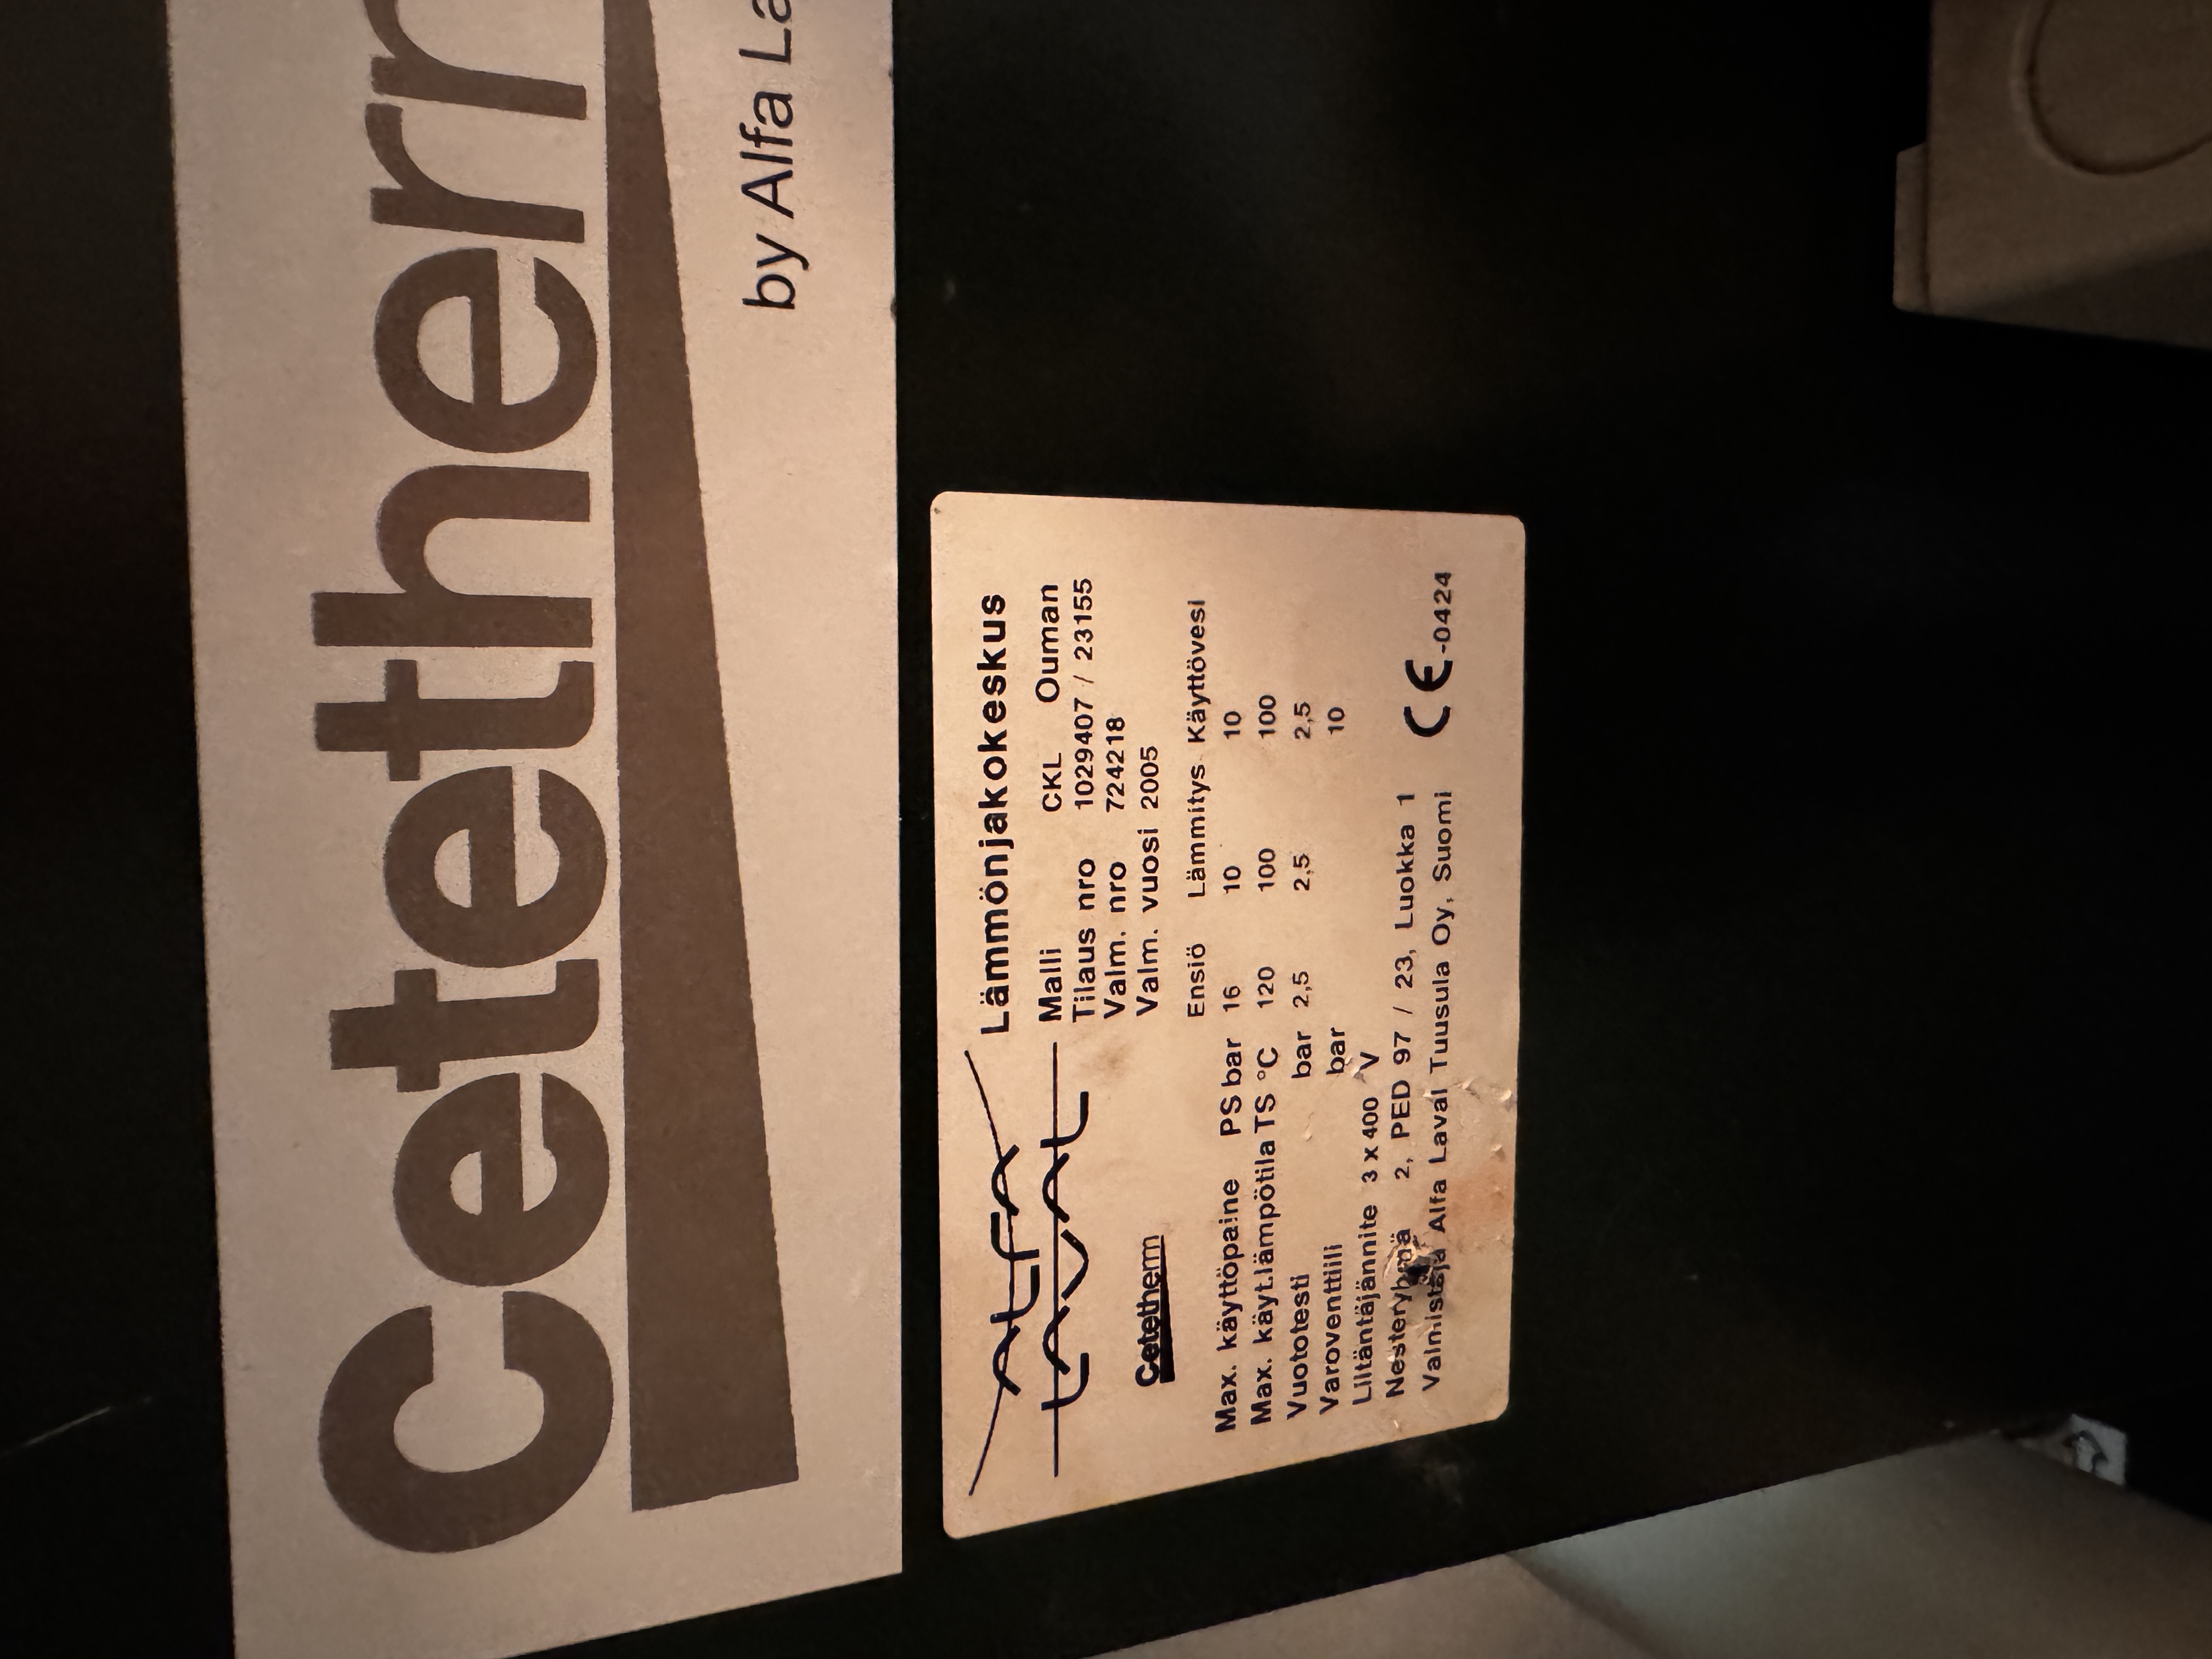 Cetether
by Alfa La
ALFA
LAVAL
Lämmönjakokeskus
Malli CKL Ouman
Tilaus nro 1029407 / 23155
Valm. nro 724218
Cetetherm
Valm. vuosi 2005
Ensiö Lämmitys Käyttövesi
Max. käyttöpaine PS bar 16 10 10
Max. käyt.lämpötila TS °C 120 100 100
Vuototesti bar 2,5 2,5 2,5
Varoventtiili bar 10
Liitäntäjännite 3 x 400 V
Nesteryhmä 2, PED 97 / 23, Luokka 1
Valmistaja Alfa Laval Tuusula Oy, Suomi CE-0424